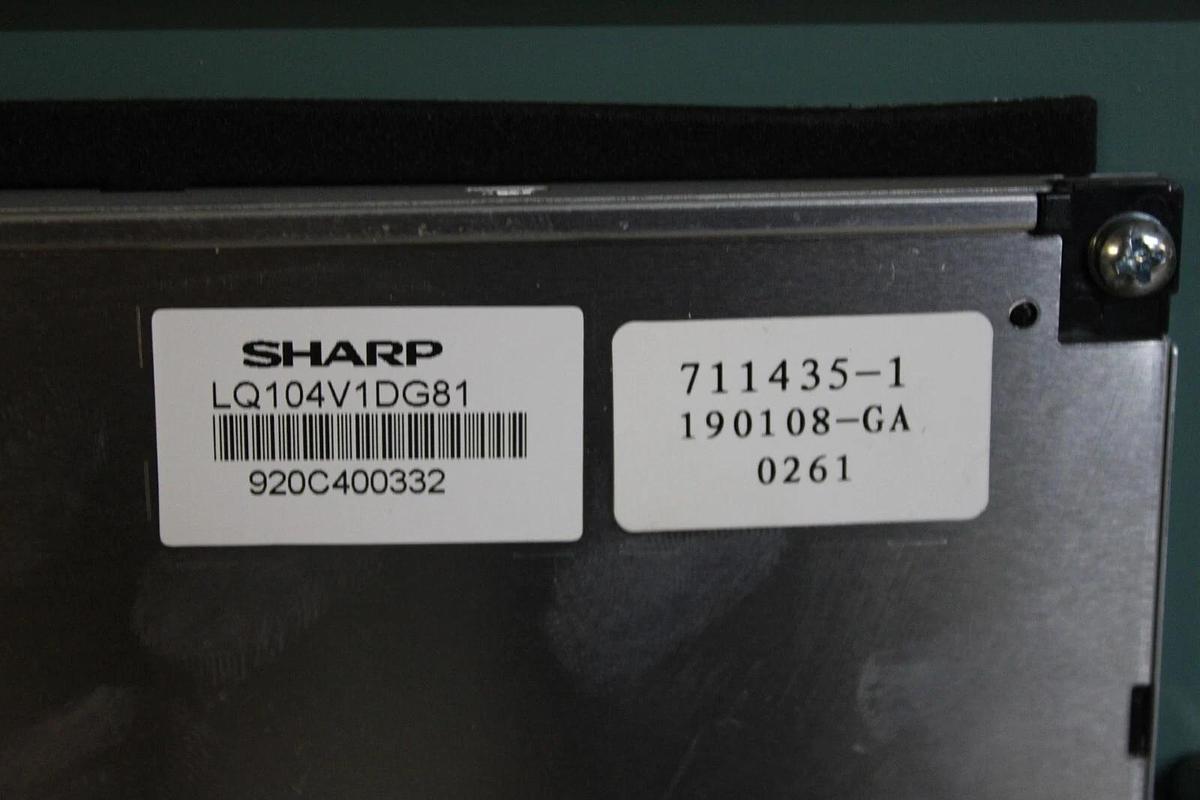 SHARP
LQ104V1DG81
920C400332
711435-1
190108-GA
0261